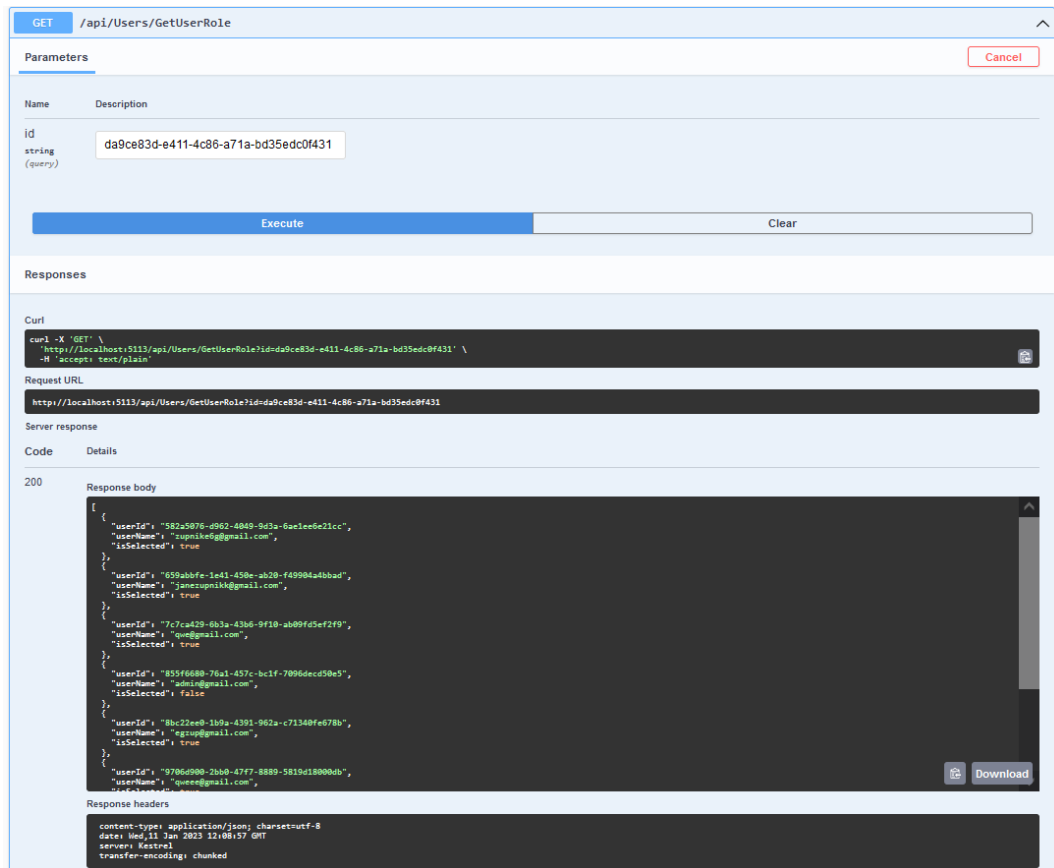 GET /api/Users/GetUserRole
Parameters Cancel
Name Description
id
string
(query)
da9ce83d-e411-4c86-a71a-bd35edc0f431
Execute Clear
Responses
Curl
curl -X 'GET' \
'http://localhost:5113/api/Users/GetUserRole?id=da9ce83d-e411-4c86-a71a-bd35edc0f431' \
-H 'accept: text/plain'
Request URL
http://localhost:5113/api/Users/GetUserRole?id=da9ce83d-e411-4c86-a71a-bd35edc0f431
Server response
Code Details
200
Response body
[
{
"userId": "582a5076-d962-4049-9d3a-6ae1ee6e21cc",
"userName": "zupnike6g@gmail.com",
"isSelected": true
},
{
"userId": "659abbfe-1e41-450e-ab20-f49904a4bbad",
"userName": "janezupnikk@gmail.com",
"isSelected": true
},
{
"userId": "7c7ca429-6b3a-43b6-9f10-ab09fd5ef2f9",
"userName": "qwe@gmail.com",
"isSelected": true
},
{
"userId": "855f6680-76a1-457c-bc1f-7096decd50e5",
"userName": "admin@gmail.com",
"isSelected": false
},
{
"userId": "8bc22ee0-1b9a-4391-962a-c71340fe678b",
"userName": "egzup@gmail.com",
"isSelected": true
},
{
"userId": "9706d900-2bb0-47f7-8889-5819d18000db",
"userName": "qweee@gmail.com",
"isSelected": true
Download
Response headers
content-type: application/json; charset=utf-8
date: Wed,11 Jan 2023 12:08:57 GMT
server: Kestrel
transfer-encoding: chunked